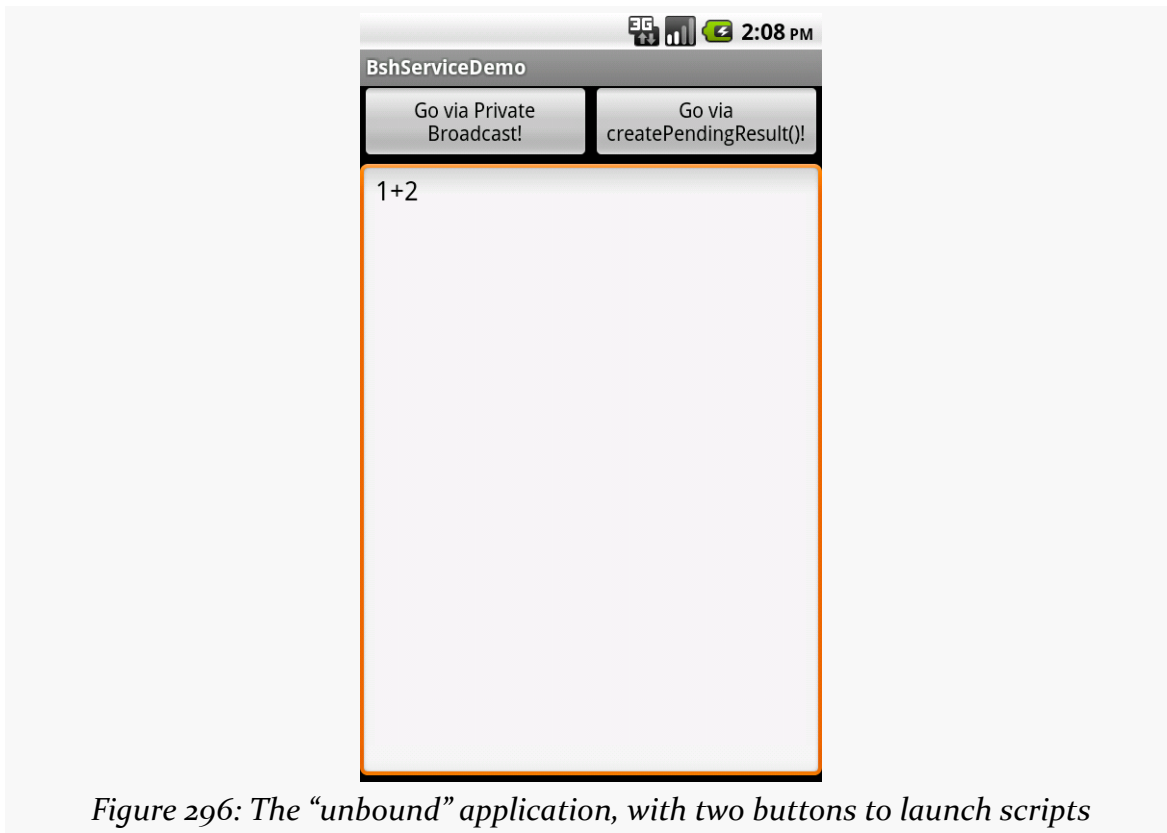 3G
2:08 PM
BshServiceDemo
Go via Private
Broadcast!
Go via
createPendingResult()!
1+2
Figure 296: The “unbound” application, with two buttons to launch scripts